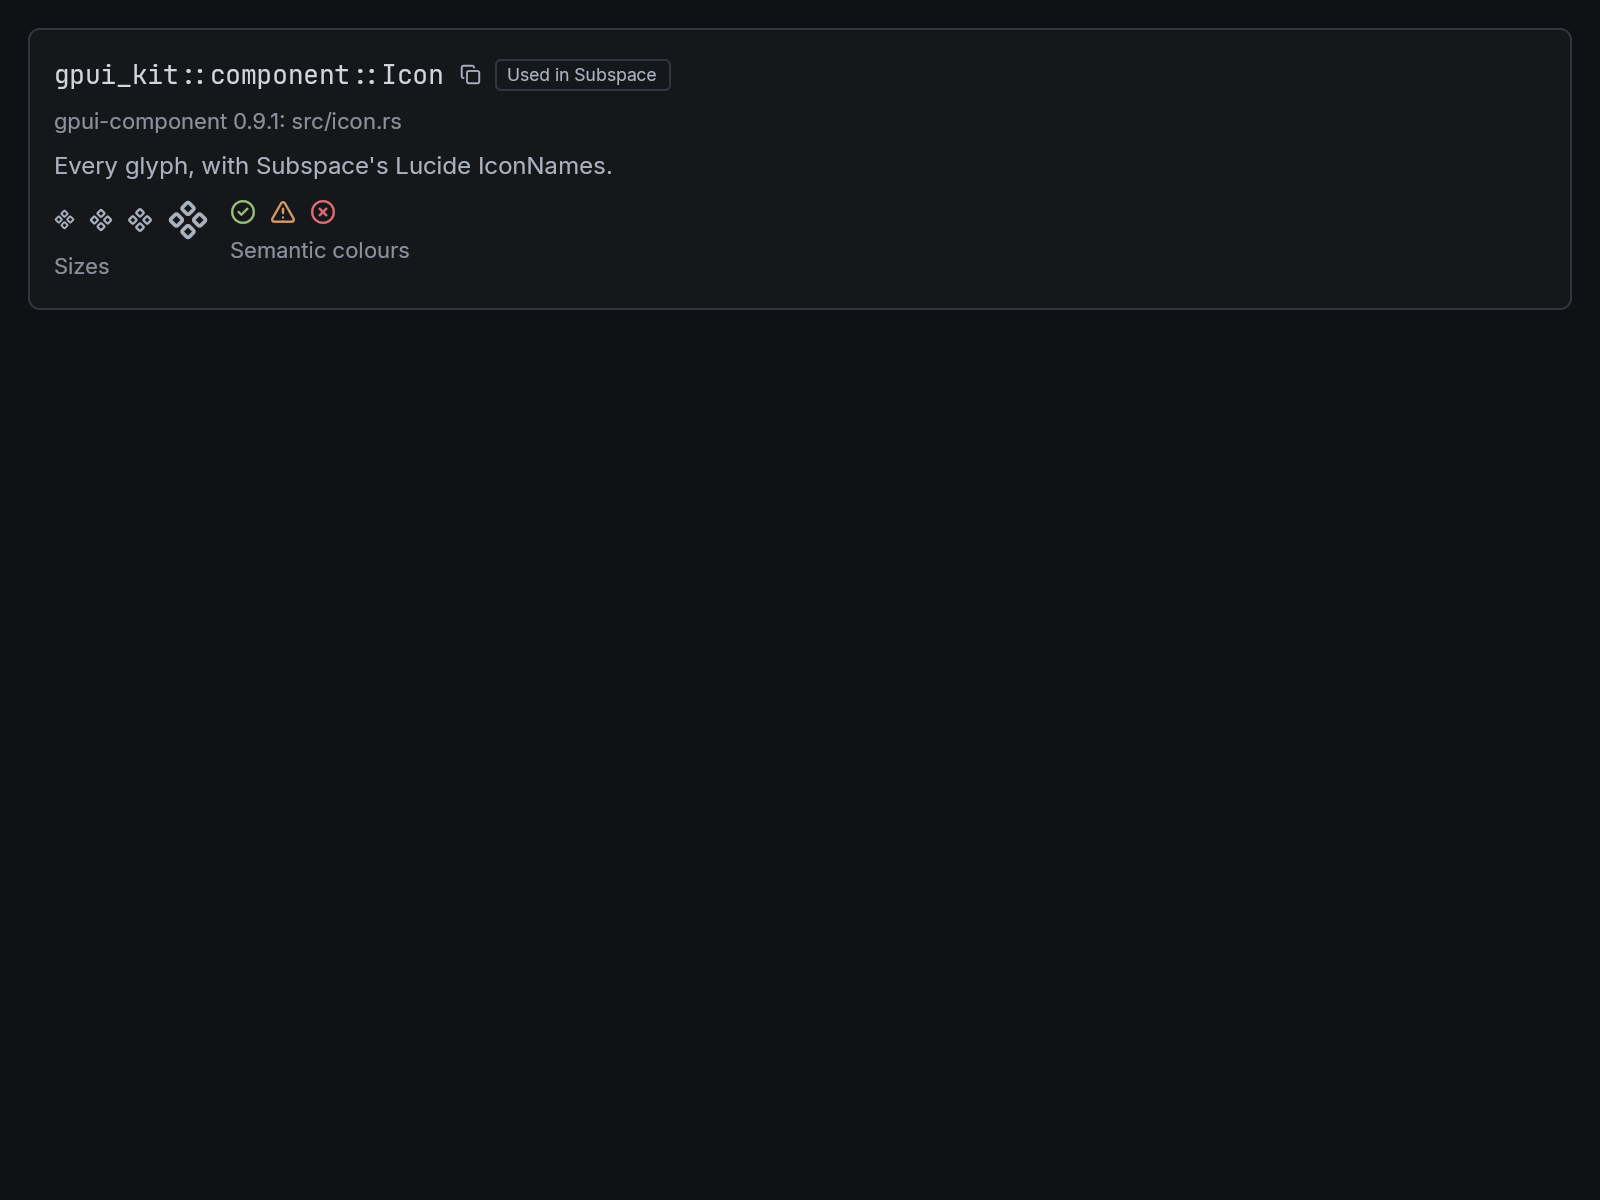 gpui_kit::component::Icon Used in Subspace
gpui-component 0.9.1: src/icon.rs
Every glyph, with Subspace's Lucide IconNames.
Semantic colours
Sizes